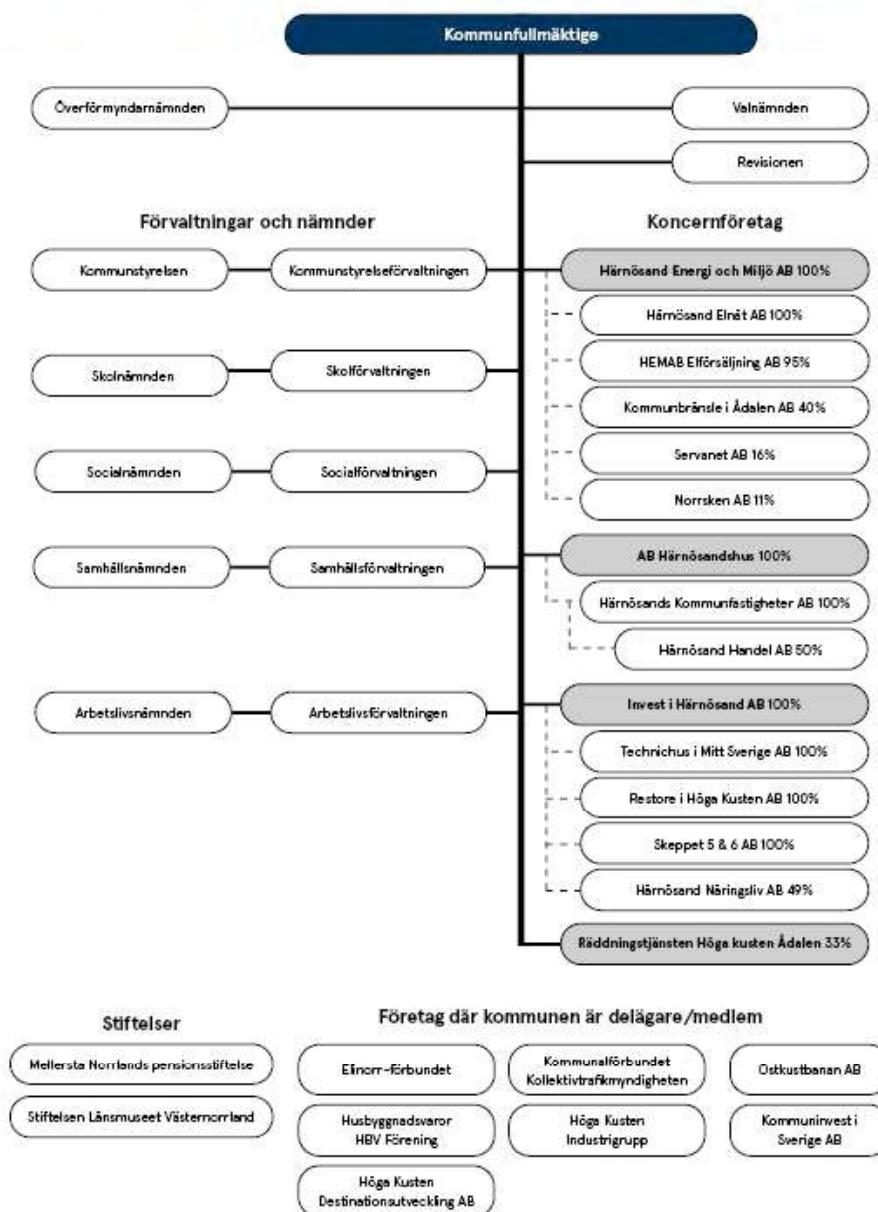 Kommunfullmäktige
Överförmyndarnämnden
Valnämnden
Revisionen
Förvaltningar och nämnder
Koncernföretag
Kommunstyrelsen
Kommunstyrelseförvaltningen
Härnösand Energi och Miljö AB 100%
Härnösand Elnät AB 100%
Skolnämnden
Skolförvaltningen
HEMAB Elförsäljning AB 95%
Kommunbränsle i Ådalen AB 40%
Socialnämnden
Socialförvaltningen
Servanet AB 16%
Norrsken AB 11%
Samhällsnämnden
Samhällsförvaltningen
AB Härnösandshus 100%
Härnösands Kommunfastigheter AB 100%
Härnösand Handel AB 50%
Arbetslivsnämnden
Arbetslivsförvaltningen
Invest i Härnösand AB 100%
Technichus i Mitt Sverige AB 100%
Restore i Höga Kusten AB 100%
Skeppet 5 & 6 AB 100%
Härnösand Näringsliv AB 49%
Räddningstjänsten Höga kusten Ådalen 33%
Stiftelser
Mellersta Norrlands pensionsstiftelse
Stiftelsen Länsmuseet Västernorrland
Företag där kommunen är delägare/medlem
Elinorr-förbundet
Kommunalförbundet
Kollektivtrafikmyndigheten
Ostkustbanan AB
Husbyggnadsvaror
HBV Förening
Höga Kusten
Industrigrupp
Kommuninvest i
Sverige AB
Höga Kusten
Destinationsutveckling AB